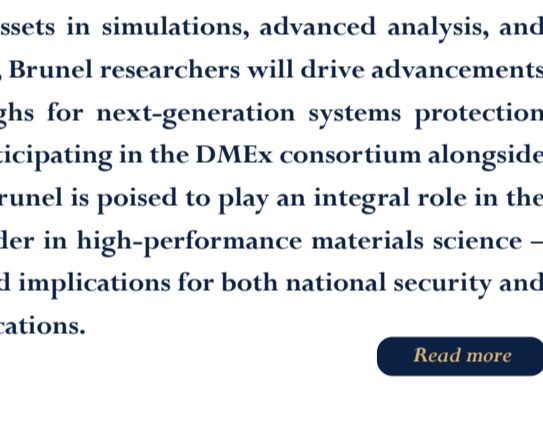 ssets in simulations, advanced analysis, and
, Brunel researchers will drive advancements
ghs for next-generation systems protection
ticipating in the DMEx consortium alongside
runel is poised to play an integral role in the
der in high-performance materials science –
d implications for both national security and
cations.
Read more